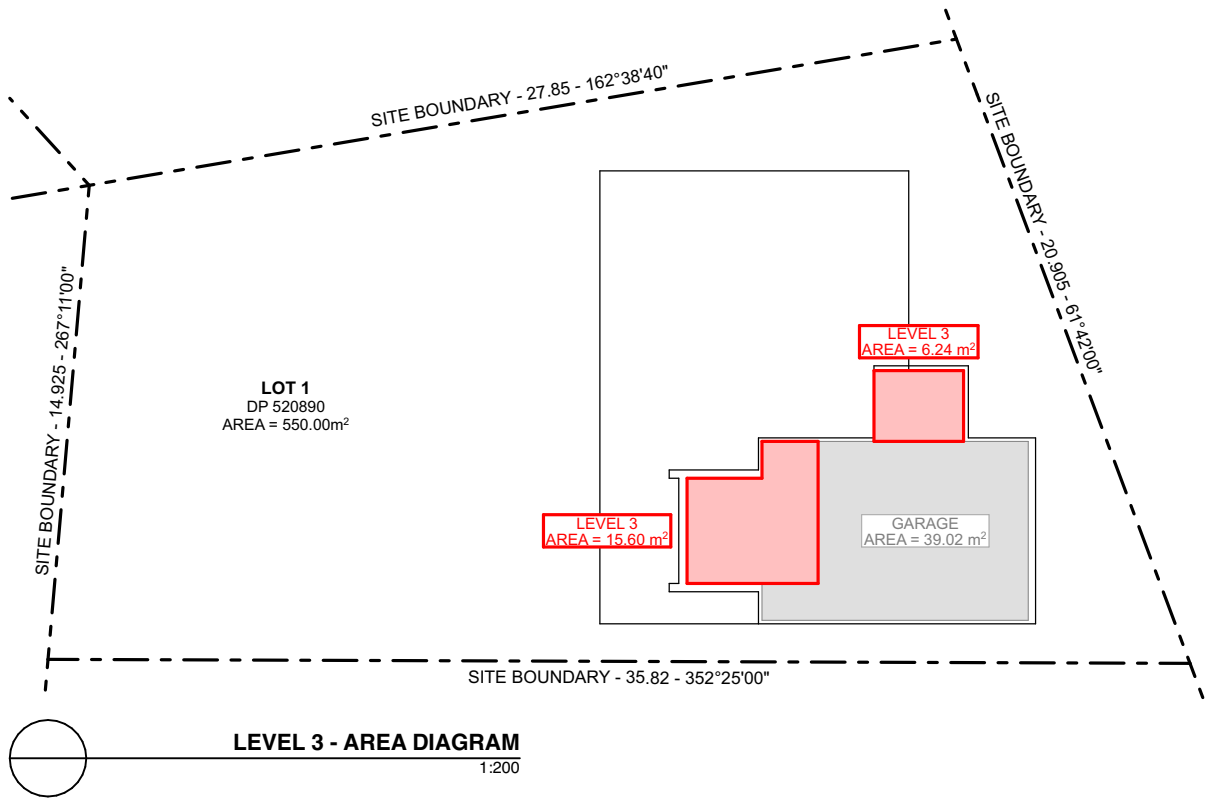 SITE BOUNDARY - 27.85 - 162°38'40"
SITE BOUNDARY - 20.905 - 61°42'00"
SITE BOUNDARY - 14.925 - 267°11'00"
LEVEL 3
AREA = 6.24 m²
LOT 1
DP 520890
AREA = 550.00m²
LEVEL 3
AREA = 15.60 m²
GARAGE
AREA = 39.02 m²
SITE BOUNDARY - 35.82 - 352°25'00"
LEVEL 3 - AREA DIAGRAM
1:200